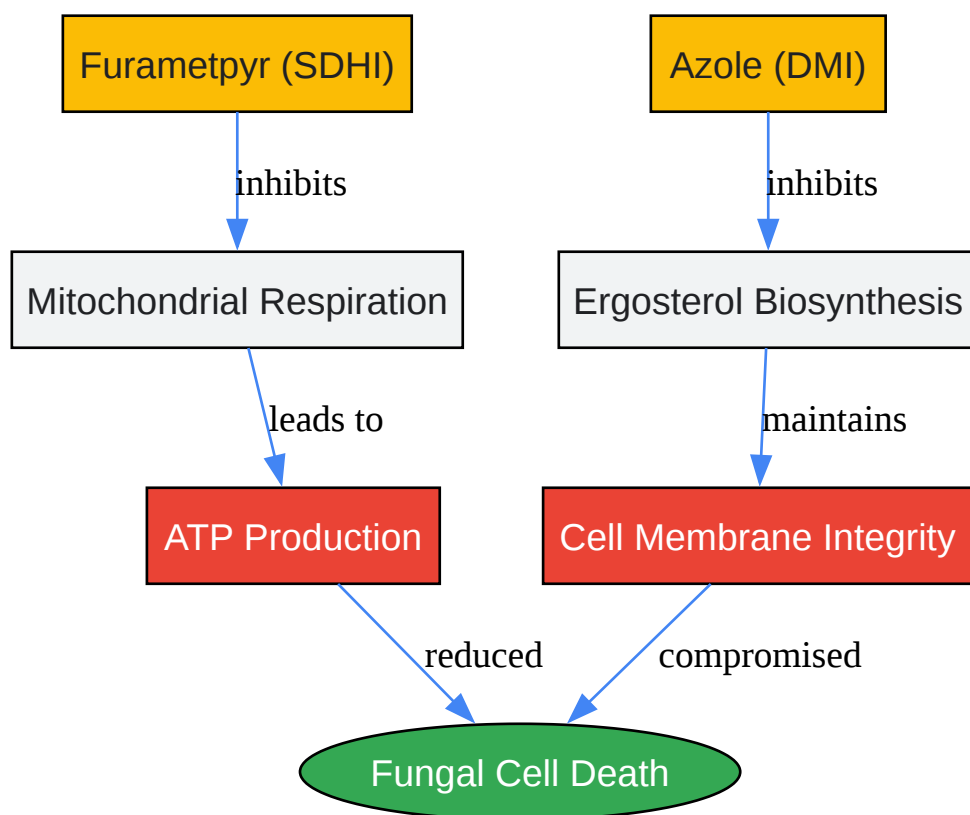 Furametpyr (SDHI)
Azole (DMI)
inhibits
inhibits
Mitochondrial Respiration
Ergosterol Biosynthesis
leads to
maintains
ATP Production
Cell Membrane Integrity
reduced
compromised
Fungal Cell Death